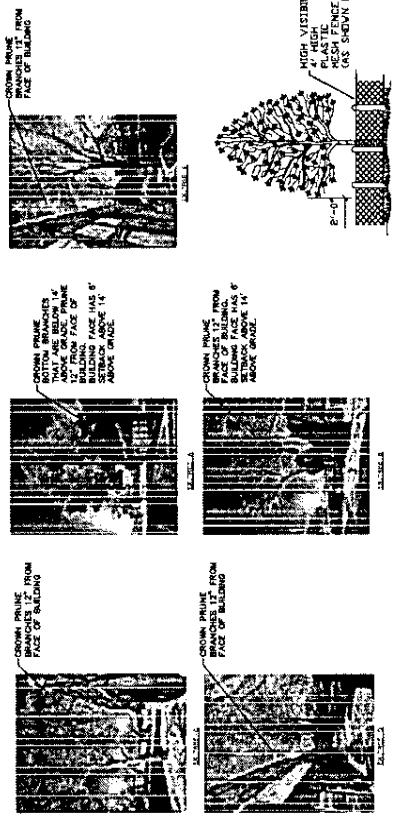 CROWN PRUNE
BRANCHES 12" FROM
FACE OF BUILDING
CROWN PRUNE
BOTTOM BRANCHES
THAT ARE BELOW 14'
ABOVE GRADE. PRUNE
12" FROM FACE OF
BUILDING.
BUILDING FACE HAS 6'
SETBACK ABOVE 14'
ABOVE GRADE.
CROWN PRUNE
BRANCHES 12" FROM
FACE OF BUILDING
CROWN PRUNE
BRANCHES 12" FROM
FACE OF BUILDING
CROWN PRUNE
BRANCHES 12" FROM
FACE OF BUILDING.
BUILDING FACE HAS 6'
SETBACK ABOVE 14'
ABOVE GRADE.
2'-0"
4' HIGH
PLASTIC
MESH FENCE
(AS SHOWN